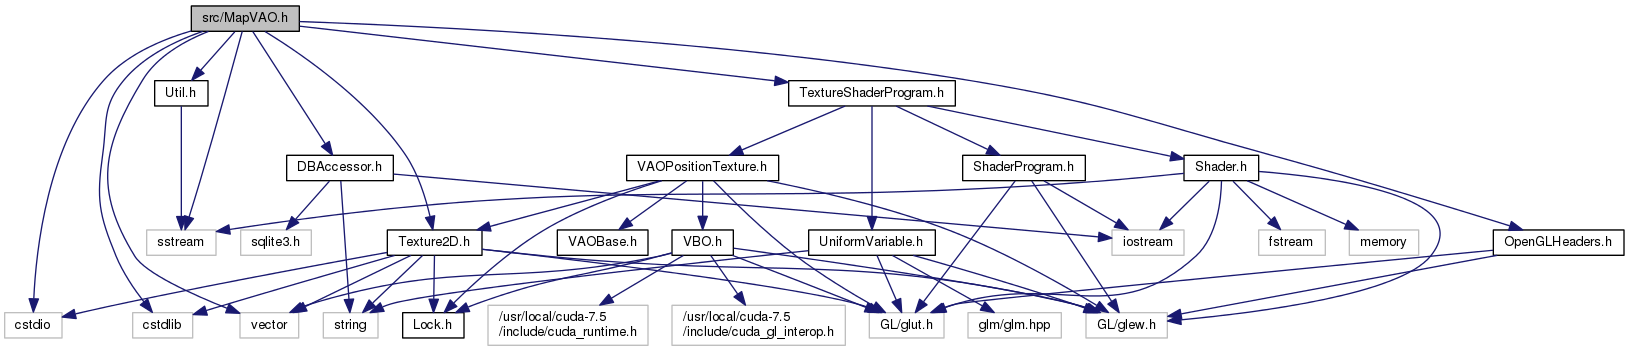 src/MapVAO.h
Util.h
TextureShaderProgram.h
DBAccessor.h
VAOPositionTexture.h
ShaderProgram.h
Shader.h
sstream
sqlite3.h
Texture2D.h
VAOBase.h
VBO.h
UniformVariable.h
iostream
fstream
memory
OpenGLHeaders.h
cstdio
cstdlib
vector
string
Lock.h
/usr/local/cuda-7.5
/include/cuda_runtime.h
/usr/local/cuda-7.5
/include/cuda_gl_interop.h
GL/glut.h
glm/glm.hpp
GL/glew.h